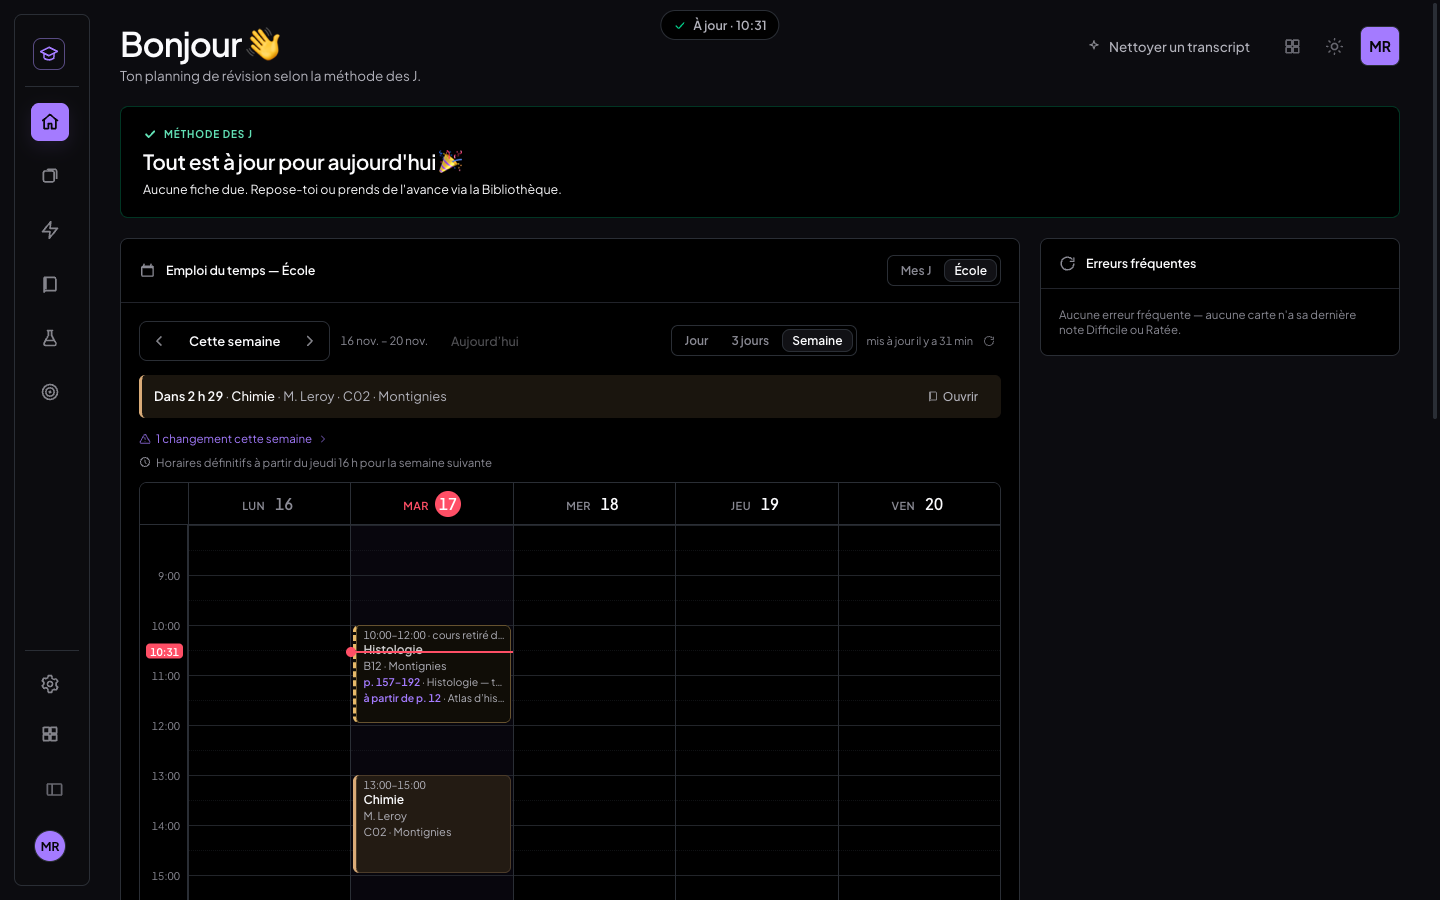 À jour · 10:31
Bonjour 👋
Ton planning de révision selon la méthode des J.
Nettoyer un transcript
MR
MÉTHODE DES J
Tout est à jour pour aujourd'hui 🎉
Aucune fiche due. Repose-toi ou prends de l'avance via la Bibliothèque.
Emploi du temps — École
Mes J École
Erreurs fréquentes
Aucune erreur fréquente — aucune carte n'a sa dernière
note Difficile ou Ratée.
Cette semaine
16 nov. – 20 nov.
Aujourd'hui
Jour 3 jours Semaine
mis à jour il y a 31 min
Dans 2 h 29 · Chimie · M. Leroy · C02 · Montignies
Ouvrir
1 changement cette semaine
Horaires définitifs à partir du jeudi 16 h pour la semaine suivante
LUN 16 MAR 17 MER 18 JEU 19 VEN 20
9:00
10:00
10:31
11:00
12:00
13:00
14:00
15:00
10:00–12:00 · cours retiré d…
Histologie
B12 · Montignies
p. 157–192 · Histologie — t…
à partir de p. 12 · Atlas d'his…
13:00–15:00
Chimie
M. Leroy
C02 · Montignies
MR